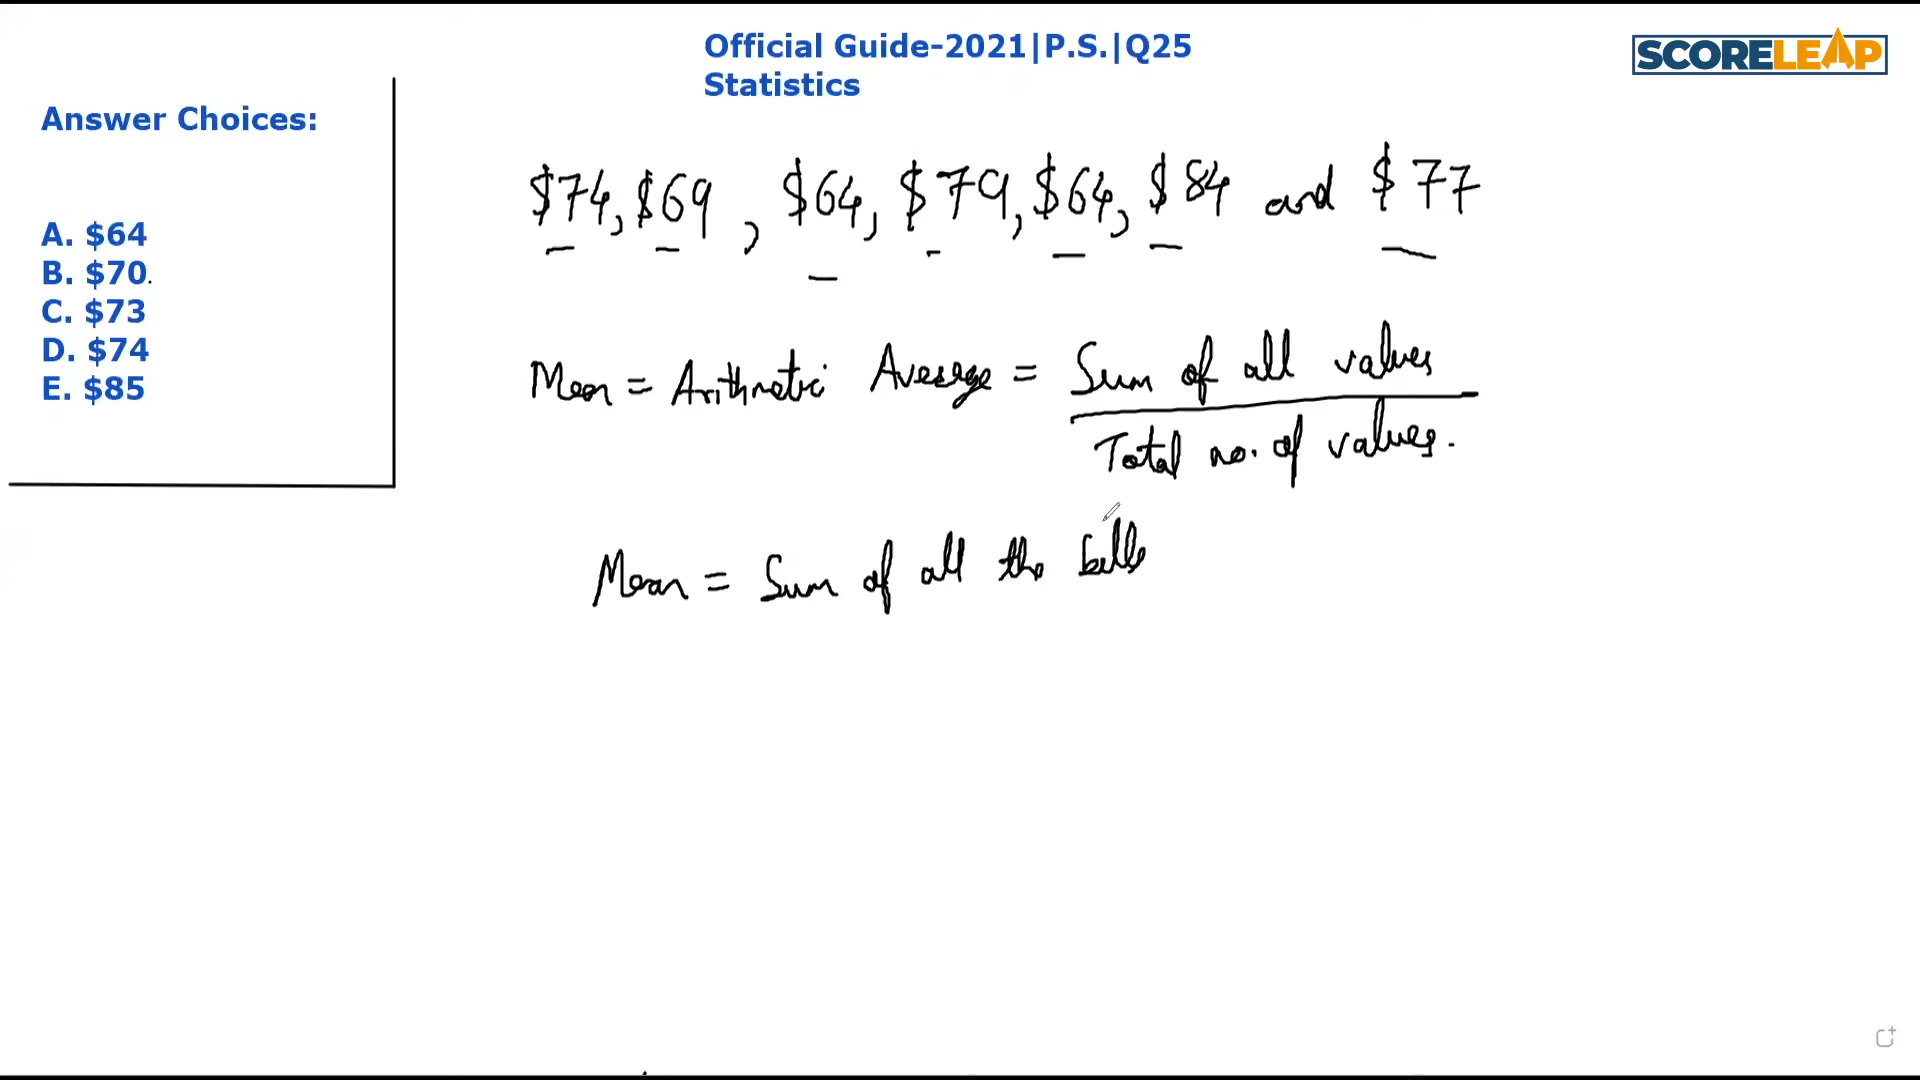 Official Guide-2021|P.S.|Q25
Statistics
SCORELEAP
Answer Choices:
A. $64
B. $70.
C. $73
D. $74
E. $85
$74, $69 , $64, $79, $64, $84 and $77
Mean = Arithmetic Average = Sum of all values
Total no. of values.
Mean = Sum of all the bills